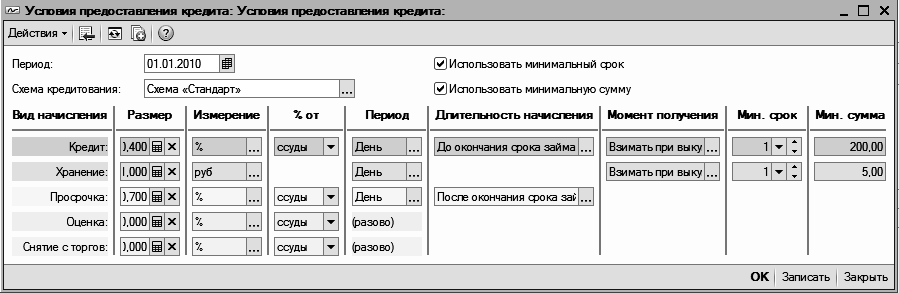 Условия предоставления кредита: Условия предоставления кредита:
Действия
Период: 01.01.2010 Использовать минимальный срок
Схема кредитования: Схема «Стандарт» ... Использовать минимальную сумму
Вид начисления Размер Измерение % от Период Длительность начисления Момент получения Мин. срок Мин. сумма
Кредит: ),400 % ... ссуды День ... До окончания срока займа ... Взимать при выку ... 1 200,00
Хранение: ,000 руб ... День ... Взимать при выку ... 1 5,00
Просрочка: ),700 % ... ссуды День ... После окончания срока зай ...
Оценка: ),000 % ... ссуды (разово)
Снятие с торгов: ),000 % ... ссуды (разово)
OK Записать Закрыть